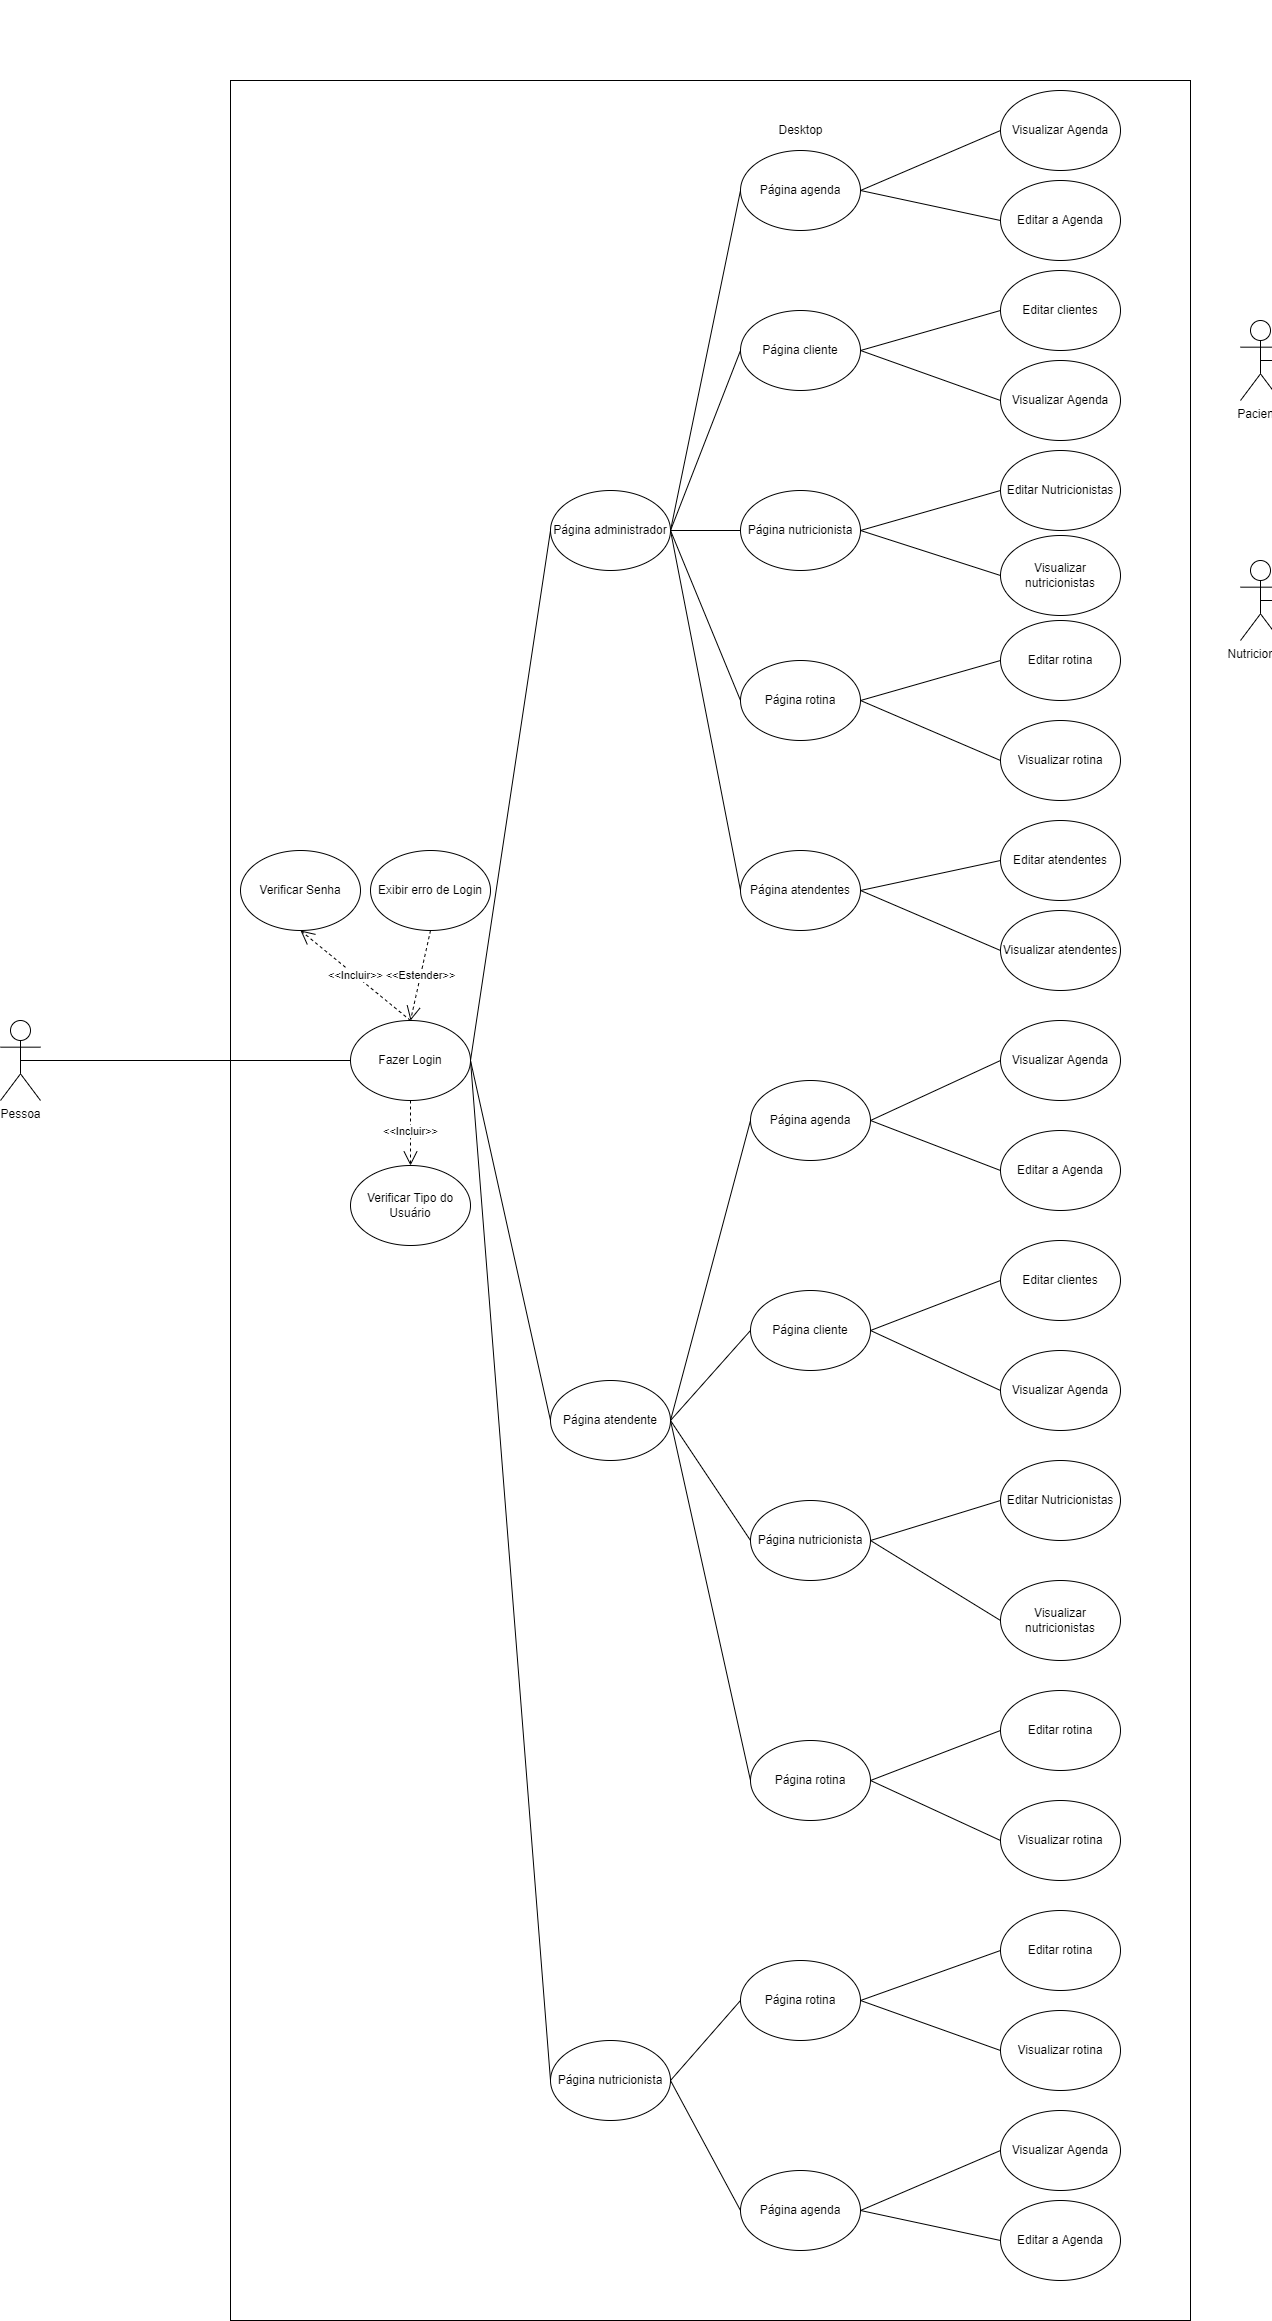 Desktop
Página agenda
Visualizar Agenda
Editar a Agenda
Página cliente
Editar clientes
Visualizar Agenda
Página administrador
Página nutricionista
Editar Nutricionistas
Visualizar
nutricionistas
Página rotina
Editar rotina
Visualizar rotina
Página atendentes
Editar atendentes
Visualizar atendentes
Pacien
Nutricion
Verificar Senha
Exibir erro de Login
<<Incluir>>
<<Estender>>
Fazer Login
Pessoa
<<Incluir>>
Verificar Tipo do
Usuário
Página agenda
Visualizar Agenda
Editar a Agenda
Página cliente
Editar clientes
Visualizar Agenda
Página atendente
Página nutricionista
Editar Nutricionistas
Visualizar
nutricionistas
Página rotina
Editar rotina
Visualizar rotina
Página nutricionista
Página rotina
Editar rotina
Visualizar rotina
Página agenda
Visualizar Agenda
Editar a Agenda